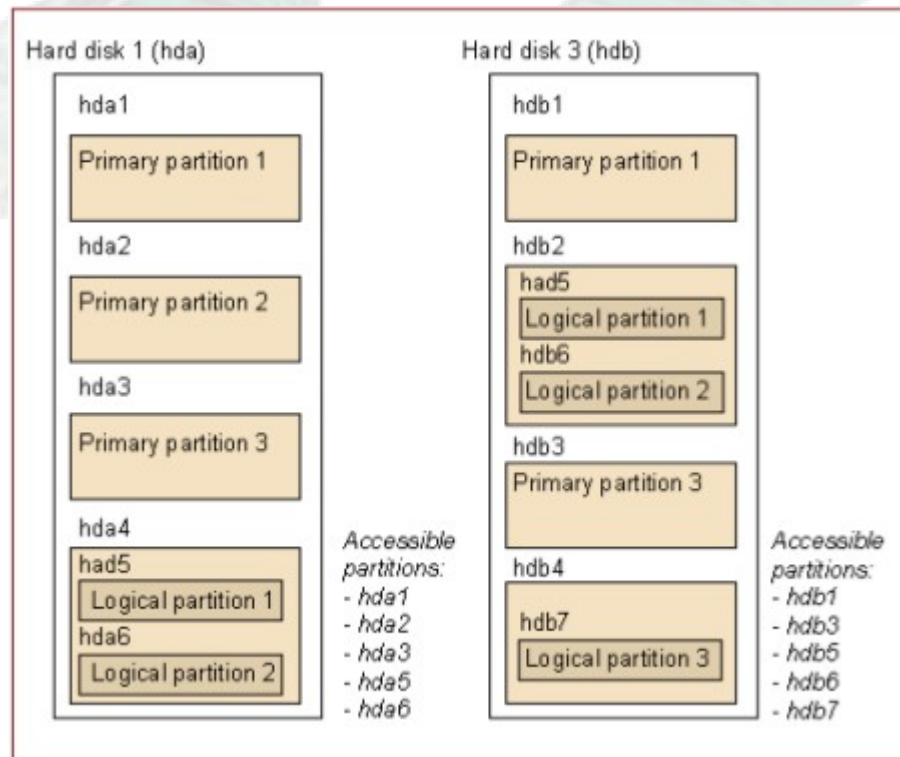 Hard disk 1 (hda)
hda1
Primary partition 1
hda2
Primary partition 2
hda3
Primary partition 3
hda4
had5
Logical partition 1
hda6
Logical partition 2
Accessible
partitions:
- hda1
- hda2
- hda3
- hda5
- hda6
Hard disk 3 (hdb)
hdb1
Primary partition 1
hdb2
had5
Logical partition 1
hdb6
Logical partition 2
hdb3
Primary partition 3
hdb4
hdb7
Logical partition 3
Accessible
partitions:
- hdb1
- hdb3
- hdb5
- hdb6
- hdb7